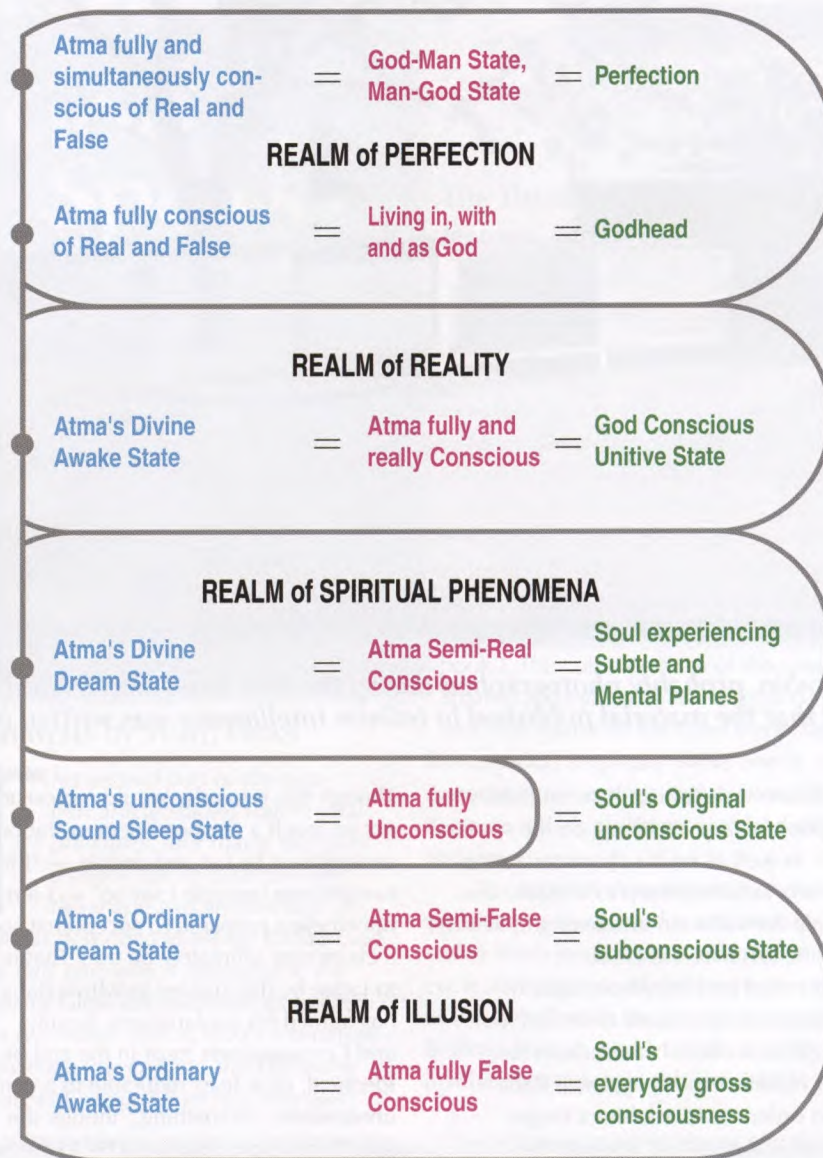 Atma fully and
simultaneously con-
scious of Real and
False
=
God-Man State,
Man-God State
=
Perfection
REALM of PERFECTION
Atma fully conscious
of Real and False
=
Living in, with
and as God
=
Godhead
REALM of REALITY
Atma's Divine
Awake State
=
Atma fully and
really Conscious
=
God Conscious
Unitive State
REALM of SPIRITUAL PHENOMENA
Atma's Divine
Dream State
=
Atma Semi-Real
Conscious
=
Soul experiencing
Subtle and
Mental Planes
Atma's unconscious
Sound Sleep State
=
Atma fully
Unconscious
=
Soul's Original
unconscious State
Atma's Ordinary
Dream State
=
Atma Semi-False
Conscious
=
Soul's
subconscious State
REALM of ILLUSION
Atma's Ordinary
Awake State
=
Atma fully False
Conscious
=
Soul's
everyday gross
consciousness